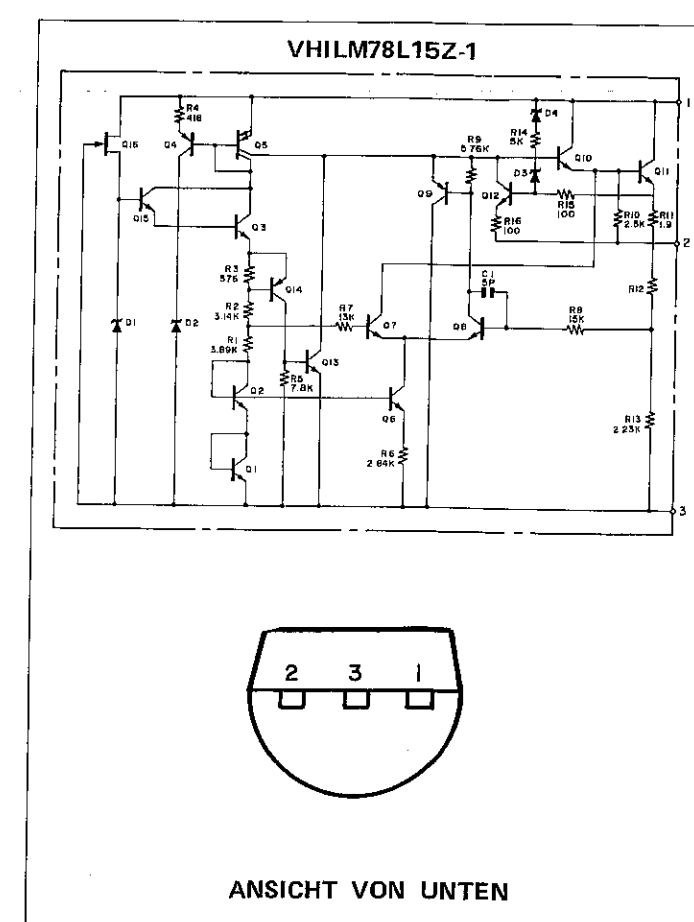 VHILM78L15Z-1
R4
418
Q16
Q4
Q5
Q15
Q3
R3
576
Q14
R2
3.14K
R1
3.89K
D1
D2
Q2
Q1
R5
7.8K
Q13
R7
13K
Q7
Q6
R6
2.84K
Q9
R9
5.76K
Q12
R16
100
C1
5P
Q8
R8
15K
D4
R14
5K
D3
Q10
Q11
R15
100
R10
2.5K
R11
1.9
R12
R13
2.23K
1
2
3
2 3 1
ANSICHT VON UNTEN